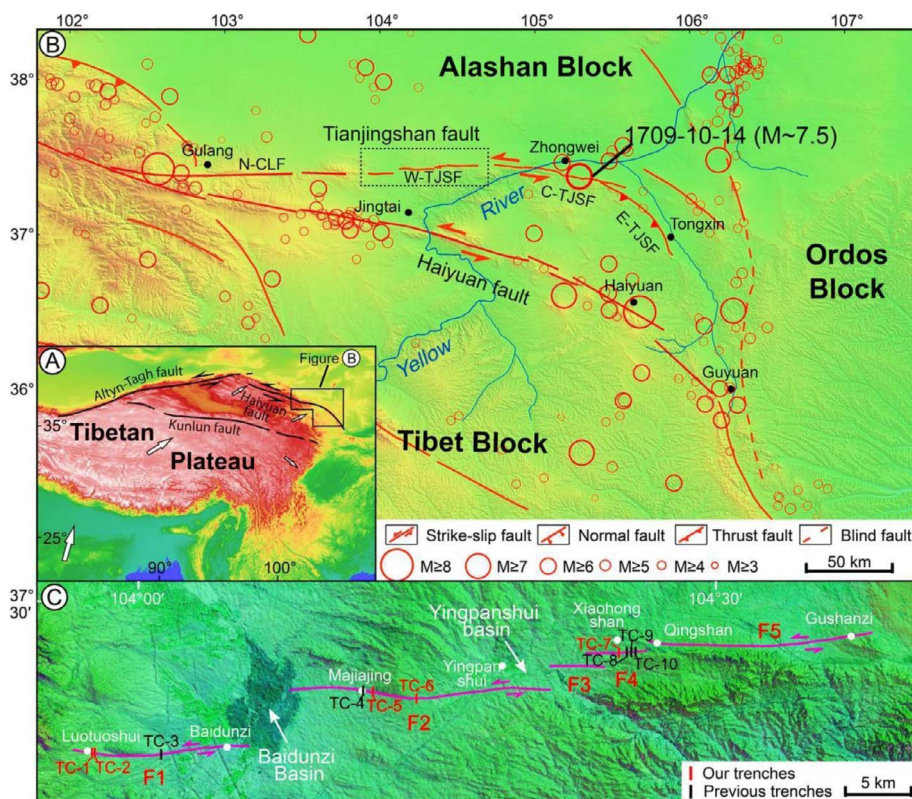 102° 103° 104° 105° 106° 107°
B
38°
37°
36°
Alashan Block
Tianjingshan fault
1709-10-14 (M~7.5)
Zhongwei
Gulang
N-CLF
W-TJSF
C-TJSF
E-TJSF
River
Jingtai
Tongxin
Haiyuan fault
Haiyuan
Ordos
Block
Yellow
Guyuan
Tibet Block
A
Figure B
Altyn-Tagh fault
Haiyuan
fault
Kunlun fault
Tibetan
Plateau
35°
25°
90° 100°
Strike-slip fault Normal fault Thrust fault Blind fault
M≥8 M≥7 M≥6 M≥5 M≥4 M≥3
50 km
C
37°
30'
104°00' 104°30'
Yingpanshui
basin
Xiaohong
shan
TC-9
Qingshan
F5
Gushanzi
TC-7
TC-8
TC-10
Majiajing
TC-6
Yingpan
shui
TC-4
TC-5
F2
F3
F4
Luotuoshui
TC-3
Baidunzi
TC-1
TC-2
F1
Baidunzi
Basin
Our trenches
Previous trenches
5 km